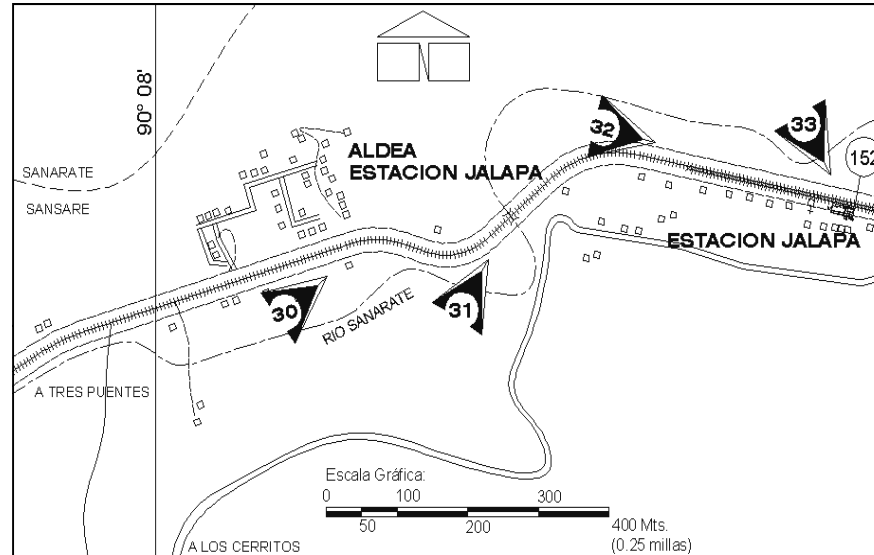 90° 08'
SANARATE
SANSARE
ALDEA
ESTACION JALAPA
32
33
152
ESTACION JALAPA
30
31
RIO SANARATE
A TRES PUENTES
A LOS CERRITOS
Escala Gráfica:
0 100 300
50 200 400 Mts.
(0.25 millas)